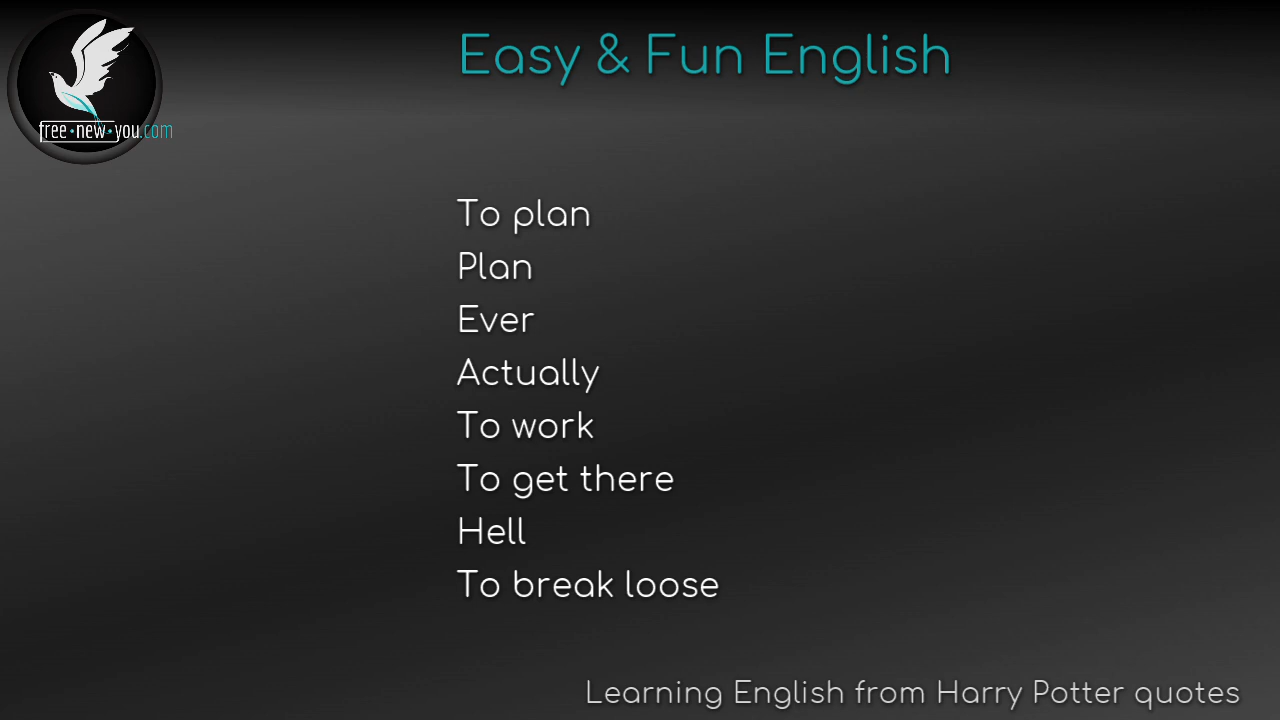 Easy & Fun English
free•new•you.com
To plan
Plan
Ever
Actually
To work
To get there
Hell
To break loose
Learning English from Harry Potter quotes